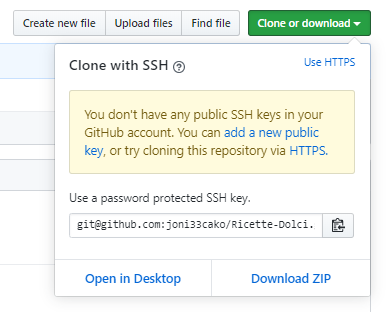 Create new file Upload files Find file Clone or download
Clone with SSH Use HTTPS
You don't have any public SSH keys in your
GitHub account. You can add a new public
key, or try cloning this repository via HTTPS.
Use a password protected SSH key.
git@github.com:joni33cako/Ricette-Dolci.
Open in Desktop Download ZIP